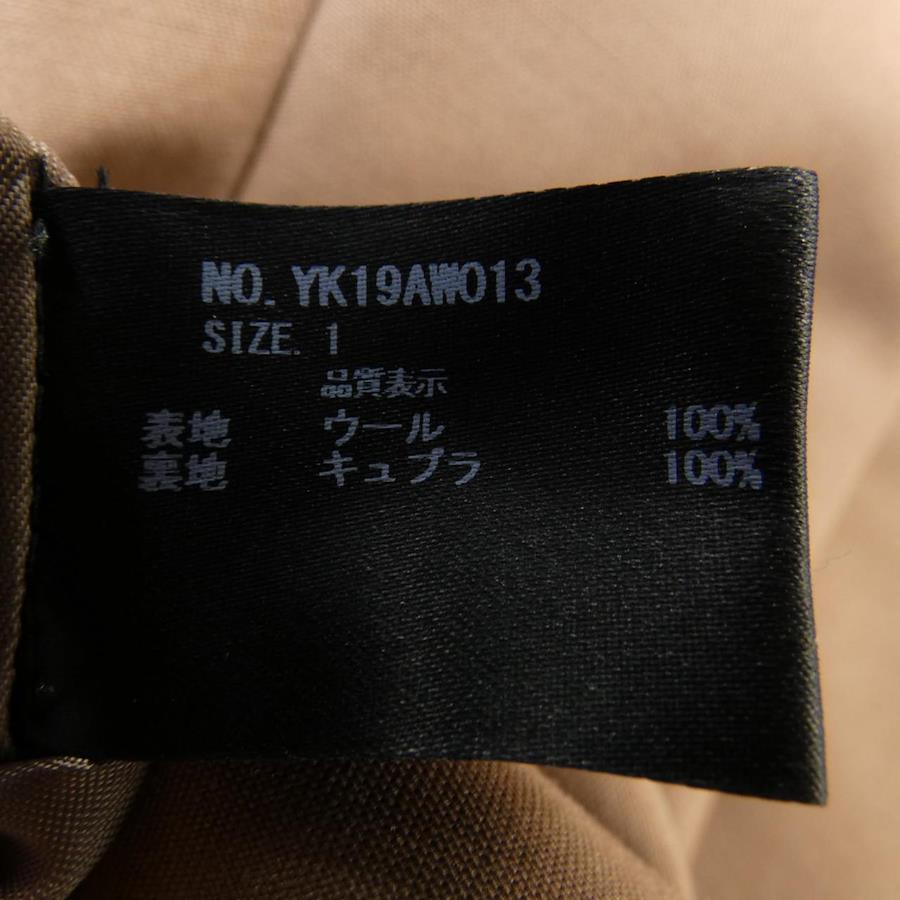 NO. YK19AW013
SIZE. 1
品質表示
表地 ウール 100%
裏地 キュプラ 100%